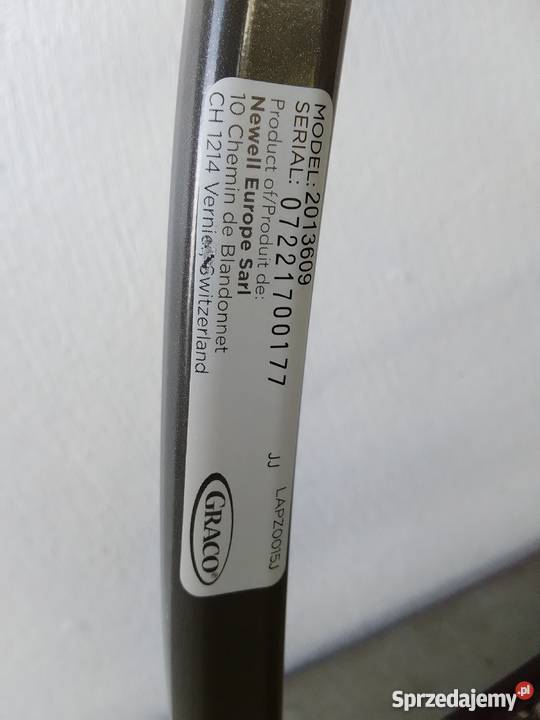 MODEL: 2013609
SERIAL: 07221700177
Product of/Produit de:
Newell Europe Sarl
10 Chemin de Blandonnet
CH 1214 Vernier, Switzerland
JJ LAPZ0015J
GRACO®
Sprzedajemy.pl